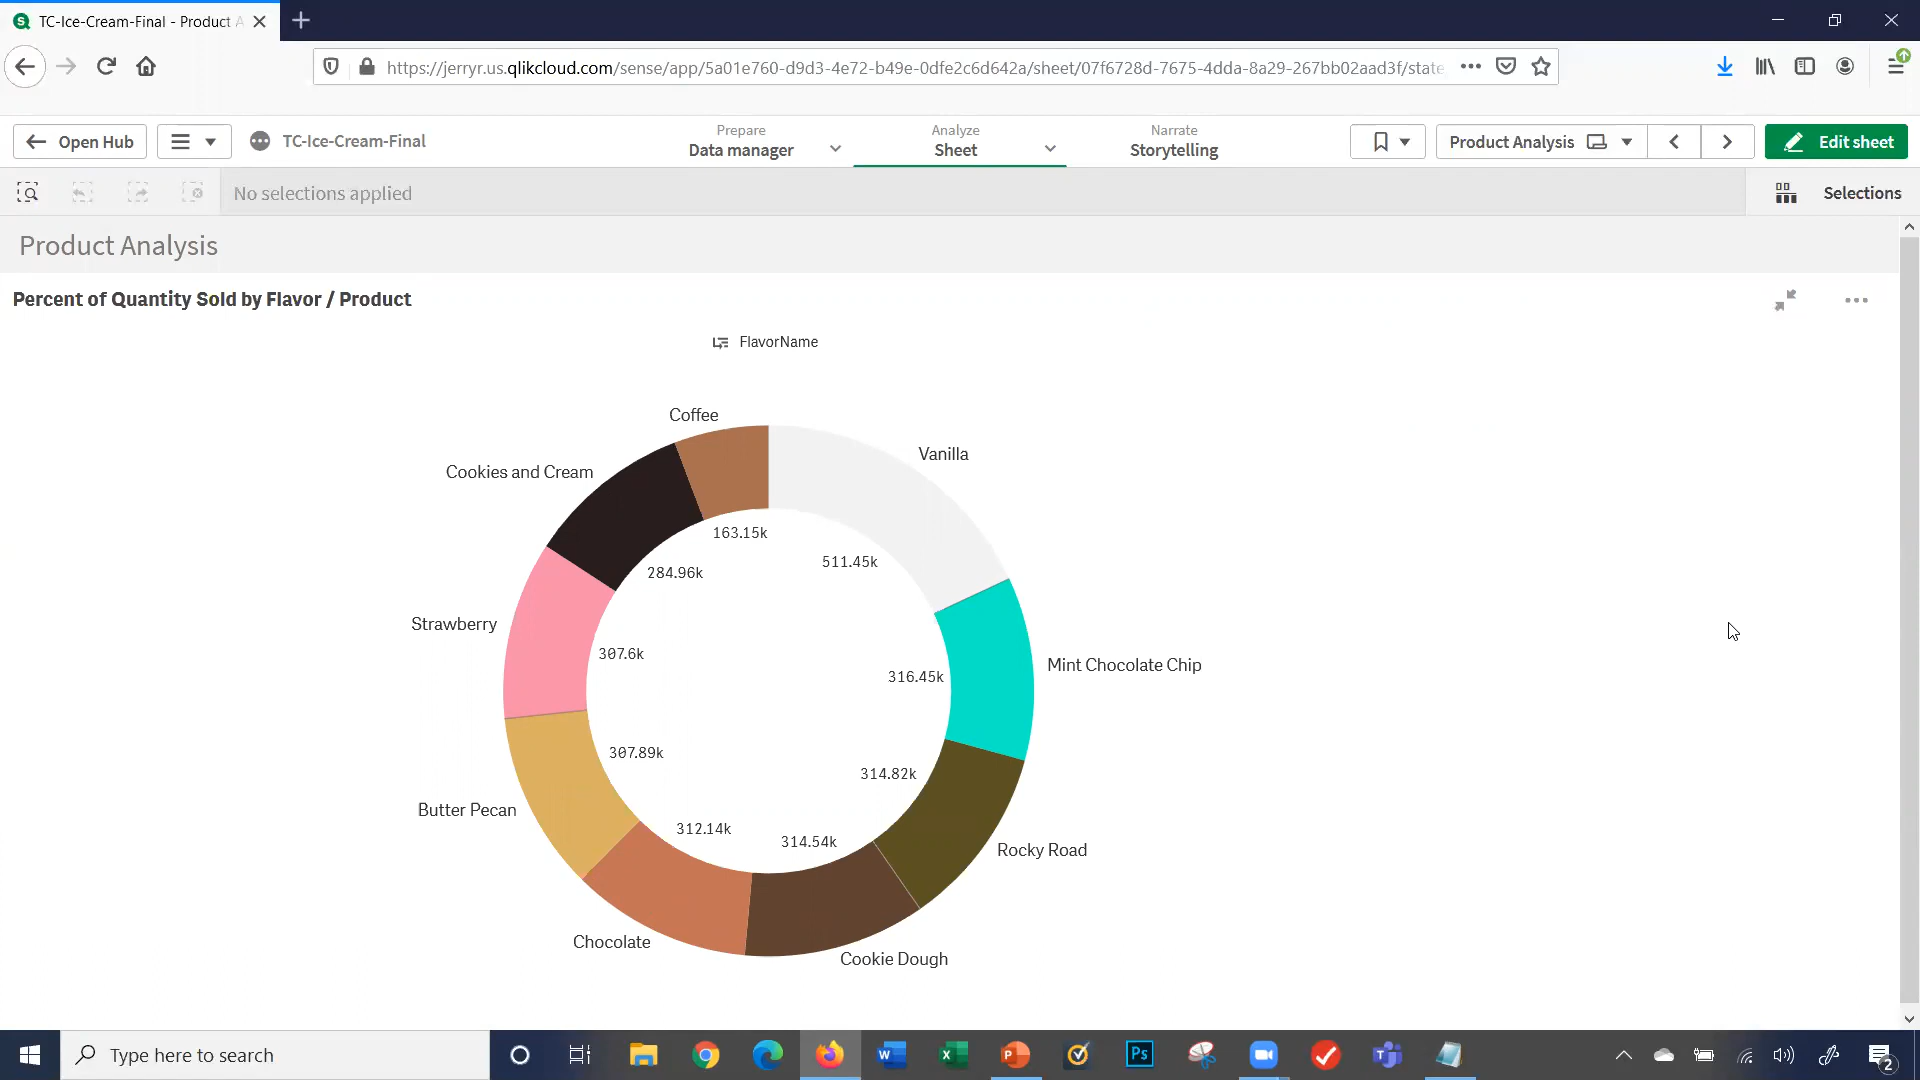 TC-Ice-Cream-Final - Product A
https://jerryr.us.qlikcloud.com/sense/app/5a01e760-d9d3-4e72-b49e-0dfe2c6d642a/sheet/07f6728d-7675-4dda-8a29-267bb02aad3f/state
Open Hub
TC-Ice-Cream-Final
Prepare
Data manager
Analyze
Sheet
Narrate
Storytelling
Product Analysis
Edit sheet
No selections applied
Selections
Product Analysis
Percent of Quantity Sold by Flavor / Product
FlavorName
Coffee
Vanilla
Cookies and Cream
163.15k
511.45k
284.96k
Strawberry
307.6k
Mint Chocolate Chip
316.45k
307.89k
314.82k
Butter Pecan
312.14k
314.54k
Rocky Road
Chocolate
Cookie Dough
Type here to search
Ps
2